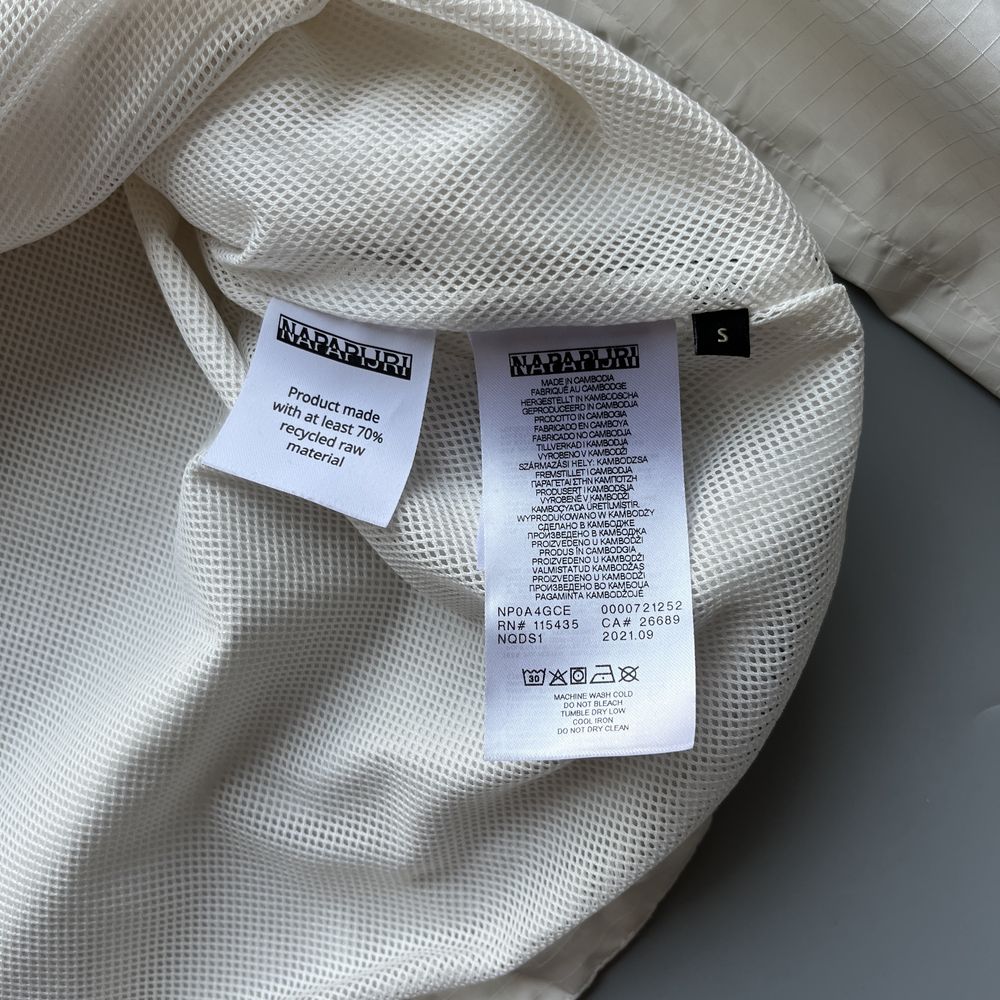 NAPAPIJRI
Product made
with at least 70%
recycled raw
material
NAPAPIJRI
MADE IN CAMBODIA
FABRIQUÉ AU CAMBODGE
HERGESTELLT IN KAMBODSCHA
GEPRODUCEERD IN CAMBODJA
PRODOTTO IN CAMBOGIA
FABRICADO EN CAMBOYA
FABRICADO NO CAMBODJA
TILLVERKAD I KAMBODJA
VYROBENO V KAMBODŽI
SZÁRMAZÁSI HELY: KAMBODZSA
FREMSTILLET I CAMBODJA
ΠΑΡΑΓΕΤΑΙ ΣΤΗΝ ΚΑΜΠΟΤΖΗ
PRODUSERT I KAMBODSJA
VYROBENÉ V KAMBODŽI
KAMBOÇYA'DA ÜRETİLMİŞTİR.
WYPRODUKOWANO W KAMBODŻY
СДЕЛАНО В КАМБОДЖЕ
ПРОИЗВЕДЕНО В КАМБОДЖА
PROIZVEDENO U KAMBODŽI
PRODUS ÎN CAMBODGIA
PROIZVEDENO U KAMBODŽI
VALMISTATUD KAMBODŽAS
PROIZVEDENO U KAMBODŽI
ПРОИЗВЕДЕНО ВО КАМБОЏА
PAGAMINTA KAMBODŽOJE
NP0A4GCE 0000721252
RN# 115435 CA# 26689
NQDS1 2021.09
30
MACHINE WASH COLD
DO NOT BLEACH
TUMBLE DRY LOW
COOL IRON
DO NOT DRY CLEAN
S